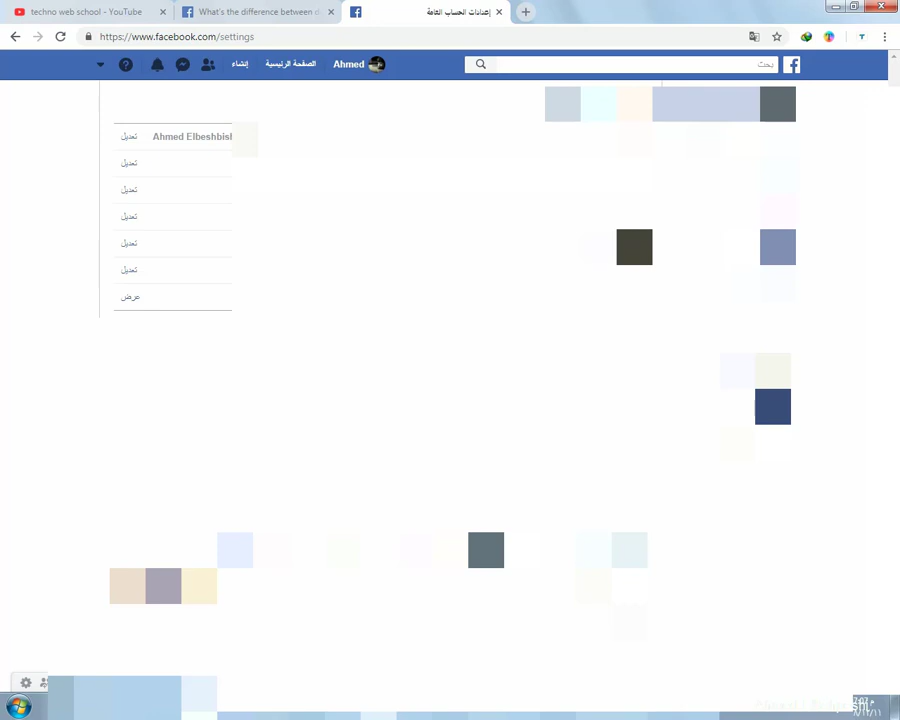 techno web school - YouTube
What's the difference between d
إعدادات الحساب العامة
https://www.facebook.com/settings
بحث
Ahmed
الصفحة الرئيسية
إنشاء
تعديل
Ahmed Elbeshbish
تعديل
تعديل
تعديل
تعديل
تعديل
عرض